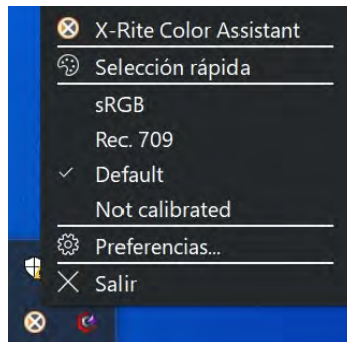 X-Rite Color Assistant
Selección rápida
sRGB
Rec. 709
Default
Not calibrated
Preferencias...
Salir